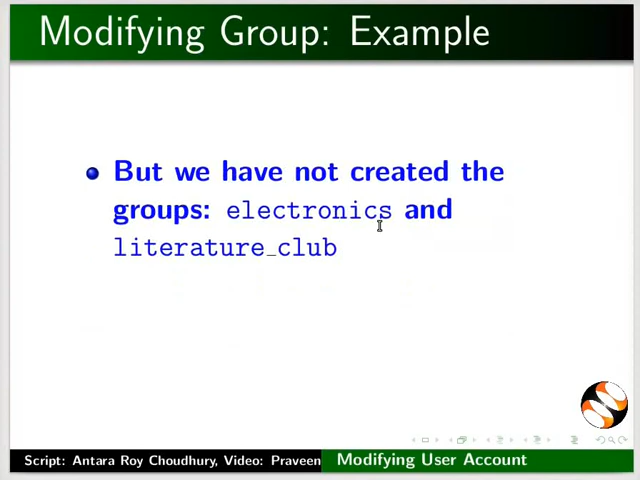 Modifying Group: Example
But we have not created the
groups: electronics and
literature_club
Script: Antara Roy Choudhury, Video: Praveen
Modifying User Account